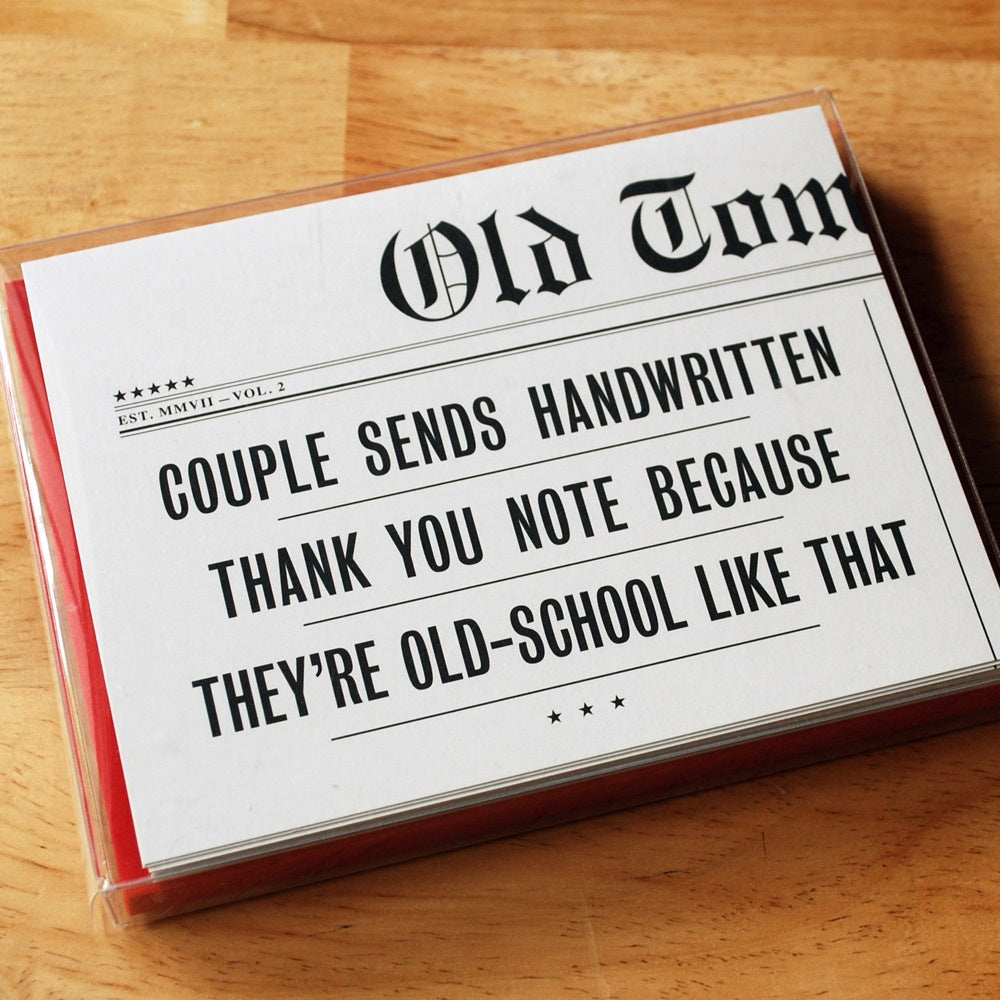 Old Tom
★★★★★
EST. MMVII – VOL. 2
COUPLE SENDS HANDWRITTEN
THANK YOU NOTE BECAUSE
THEY'RE OLD-SCHOOL LIKE THAT
★ ★ ★